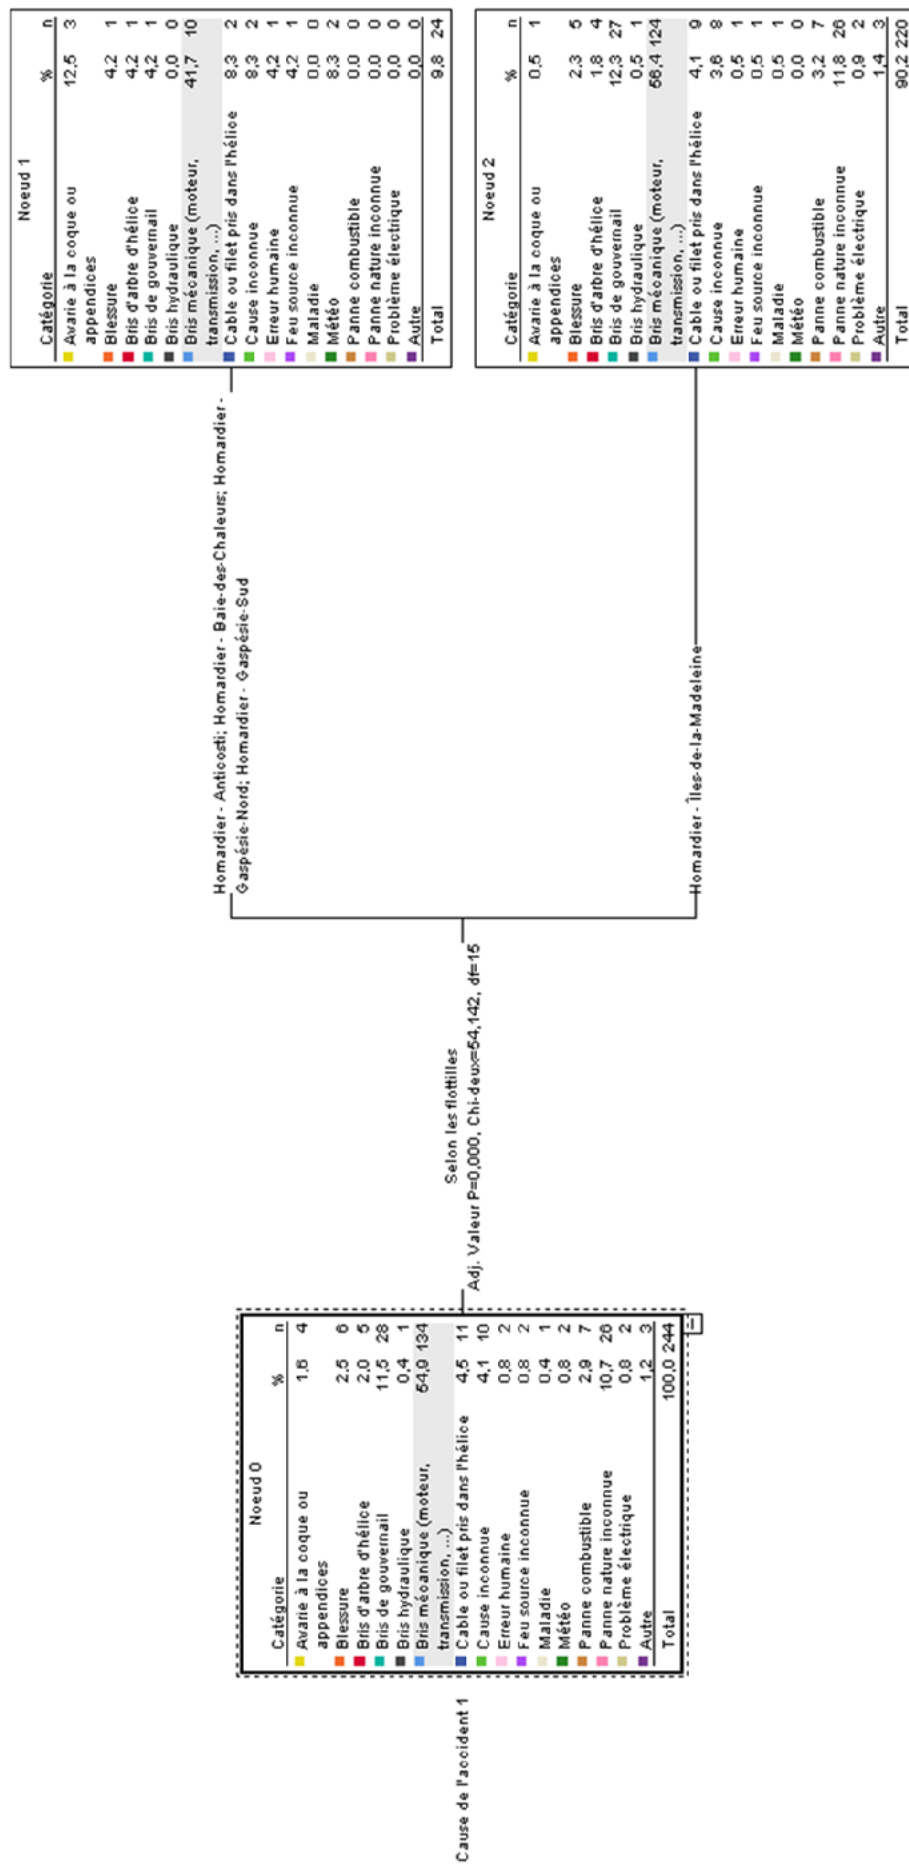 Cause de l'accident 1
Noeud 0
Catégorie % n
Avarie à la coque ou 1,6 4
appendices
Blessure 2,5 6
Bris d'arbre d'hélice 2,0 5
Bris de gouvernail 11,5 28
Bris hydraulique 0,4 1
Bris mécanique (moteur, 54,9 134
transmission, ...)
Cable ou filet pris dans l'hélice 4,5 11
Cause inconnue 4,1 10
Erreur humaine 0,8 2
Feu source inconnue 0,8 2
Maladie 0,4 1
Météo 0,8 2
Panne combustible 2,9 7
Panne nature inconnue 10,7 26
Problème électrique 0,8 2
Autre 1,2 3
Total 100,0 244
Selon les flottilles
Adj. Valeur P=0,000, Chi-deux=54,142, df=15
Homardier - Anticosti; Homardier - Baie-des-Chaleurs; Homardier -
Gaspésie-Nord; Homardier - Gaspésie-Sud
Noeud 1
Catégorie % n
Avarie à la coque ou 12,5 3
appendices
Blessure 4,2 1
Bris d'arbre d'hélice 4,2 1
Bris de gouvernail 4,2 1
Bris hydraulique 0,0 0
Bris mécanique (moteur, 41,7 10
transmission, ...)
Cable ou filet pris dans l'hélice 8,3 2
Cause inconnue 8,3 2
Erreur humaine 4,2 1
Feu source inconnue 4,2 1
Maladie 0,0 0
Météo 8,3 2
Panne combustible 0,0 0
Panne nature inconnue 0,0 0
Problème électrique 0,0 0
Autre 0,0 0
Total 9,8 24
Homardier - Îles-de-la-Madeleine
Noeud 2
Catégorie % n
Avarie à la coque ou 0,5 1
appendices
Blessure 2,3 5
Bris d'arbre d'hélice 1,8 4
Bris de gouvernail 12,3 27
Bris hydraulique 0,5 1
Bris mécanique (moteur, 56,4 124
transmission, ...)
Cable ou filet pris dans l'hélice 4,1 9
Cause inconnue 3,6 8
Erreur humaine 0,5 1
Feu source inconnue 0,5 1
Maladie 0,5 1
Météo 0,0 0
Panne combustible 3,2 7
Panne nature inconnue 11,8 26
Problème électrique 0,9 2
Autre 1,4 3
Total 90,2 220